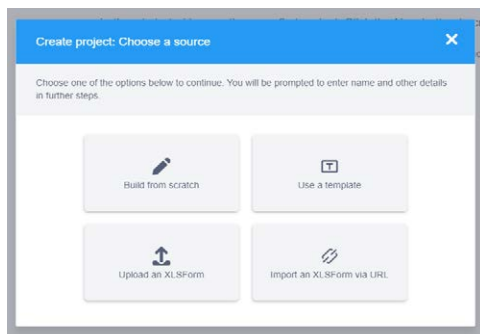 Create project: Choose a source
Choose one of the options below to continue. You will be prompted to enter name and other details
in further steps.
Build from scratch
Use a template
Upload an XLSForm
Import an XLSForm via URL